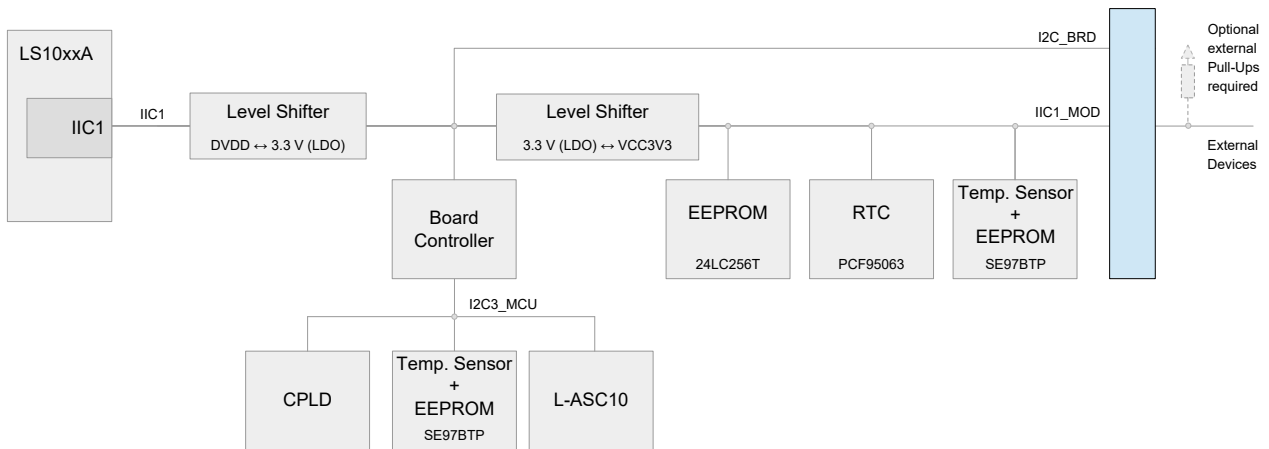 LS10xxA
IIC1
IIC1
Level Shifter
DVDD ↔ 3.3 V (LDO)
Level Shifter
3.3 V (LDO) ↔ VCC3V3
I2C_BRD
IIC1_MOD
Optional
external
Pull-Ups
required
External
Devices
Board
Controller
EEPROM
24LC256T
RTC
PCF95063
Temp. Sensor
+
EEPROM
SE97BTP
I2C3_MCU
CPLD
Temp. Sensor
+
EEPROM
SE97BTP
L-ASC10